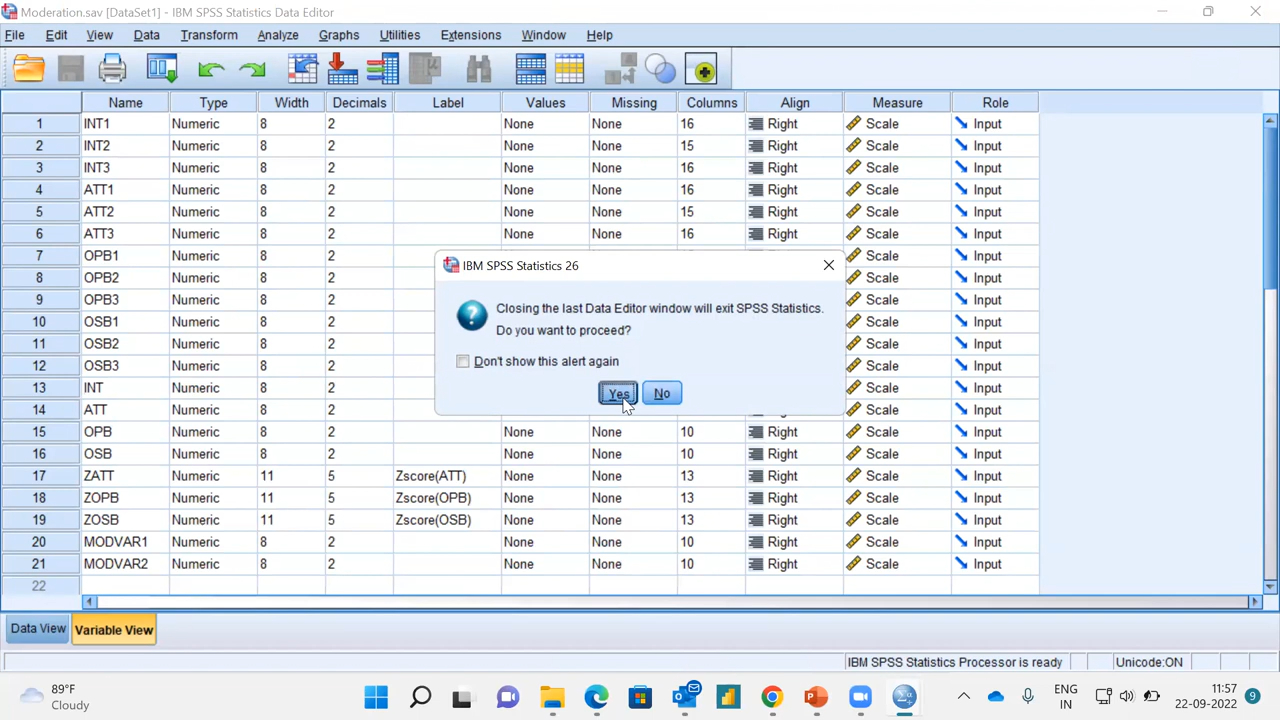 Moderation.sav [DataSet1] - IBM SPSS Statistics Data Editor
File Edit View Data Transform Analyze Graphs Utilities Extensions Window Help
Name Type Width Decimals Label Values Missing Columns Align Measure Role
1 INT1 Numeric 8 2 None None 16 Right Scale Input
2 INT2 Numeric 8 2 None None 15 Right Scale Input
3 INT3 Numeric 8 2 None None 16 Right Scale Input
4 ATT1 Numeric 8 2 None None 16 Right Scale Input
5 ATT2 Numeric 8 2 None None 15 Right Scale Input
6 ATT3 Numeric 8 2 None None 16 Right Scale Input
7 OPB1 Numeric 8 2 Scale Input
8 OPB2 Numeric 8 2 Scale Input
9 OPB3 Numeric 8 2 Scale Input
10 OSB1 Numeric 8 2 Scale Input
11 OSB2 Numeric 8 2 Scale Input
12 OSB3 Numeric 8 2 Scale Input
13 INT Numeric 8 2 Scale Input
14 ATT Numeric 8 2 Scale Input
IBM SPSS Statistics 26
Closing the last Data Editor window will exit SPSS Statistics.
Do you want to proceed?
Don't show this alert again
Yes No
15 OPB Numeric 8 2 None None 10 Right Scale Input
16 OSB Numeric 8 2 None None 10 Right Scale Input
17 ZATT Numeric 11 5 Zscore(ATT) None None 13 Right Scale Input
18 ZOPB Numeric 11 5 Zscore(OPB) None None 13 Right Scale Input
19 ZOSB Numeric 11 5 Zscore(OSB) None None 13 Right Scale Input
20 MODVAR1 Numeric 8 2 None None 10 Right Scale Input
21 MODVAR2 Numeric 8 2 None None 10 Right Scale Input
22
Data View Variable View
IBM SPSS Statistics Processor is ready Unicode:ON
89°F
Cloudy
ENG
IN
11:57
22-09-2022
9